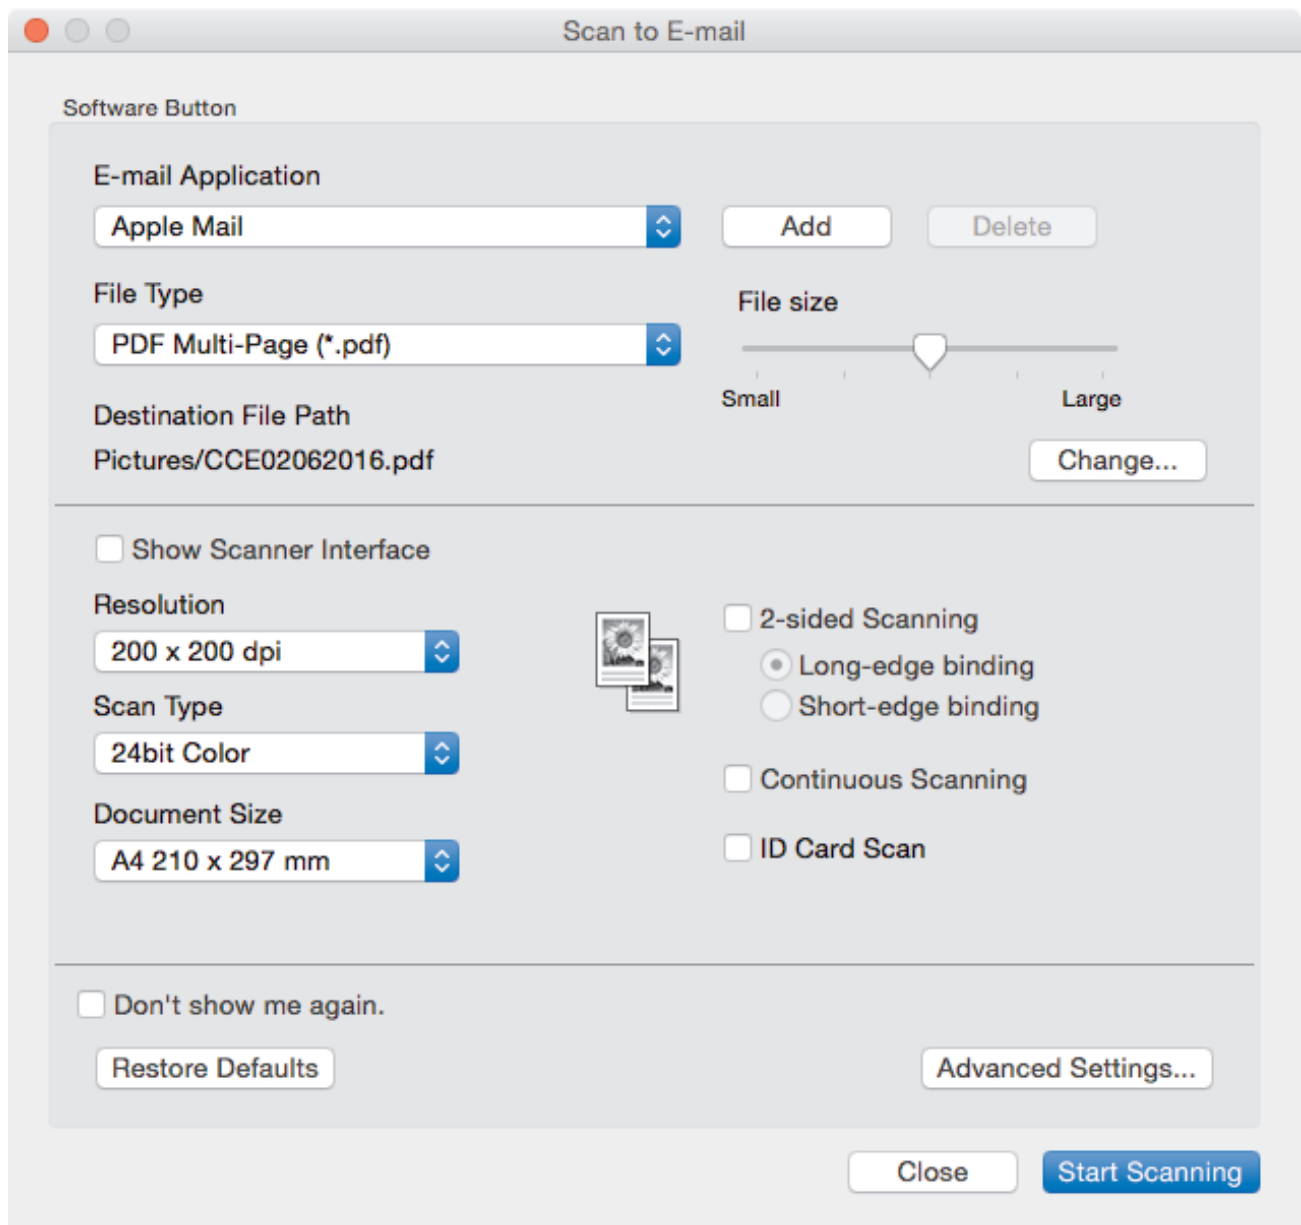 Scan to E-mail
Software Button
E-mail Application
Apple Mail
Add
Delete
File Type
File size
PDF Multi-Page (*.pdf)
Small
Large
Destination File Path
Pictures/CCE02062016.pdf
Change...
Show Scanner Interface
Resolution
2-sided Scanning
200 x 200 dpi
Long-edge binding
Scan Type
Short-edge binding
24bit Color
Continuous Scanning
Document Size
ID Card Scan
A4 210 x 297 mm
Don't show me again.
Restore Defaults
Advanced Settings...
Close
Start Scanning